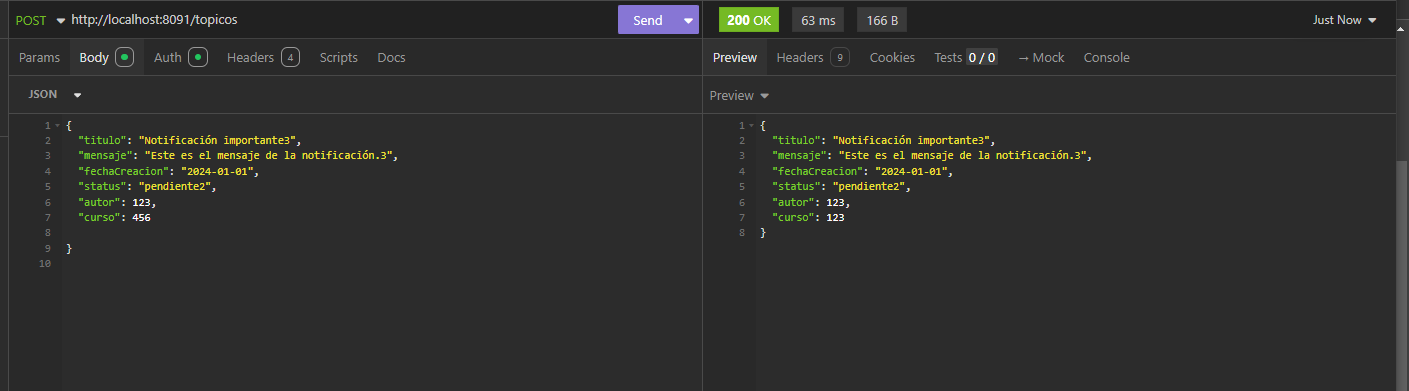 POST http://localhost:8091/topicos Send
Params Body Auth Headers 4 Scripts Docs
JSON
1 {
2 "titulo": "Notificación importante3",
3 "mensaje": "Este es el mensaje de la notificación.3",
4 "fechaCreacion": "2024-01-01",
5 "status": "pendiente2",
6 "autor": 123,
7 "curso": 456
8
9 }
10
200 OK 63 ms 166 B Just Now
Preview Headers 9 Cookies Tests 0 / 0 → Mock Console
Preview
1 {
2 "titulo": "Notificación importante3",
3 "mensaje": "Este es el mensaje de la notificación.3",
4 "fechaCreacion": "2024-01-01",
5 "status": "pendiente2",
6 "autor": 123,
7 "curso": 123
8 }